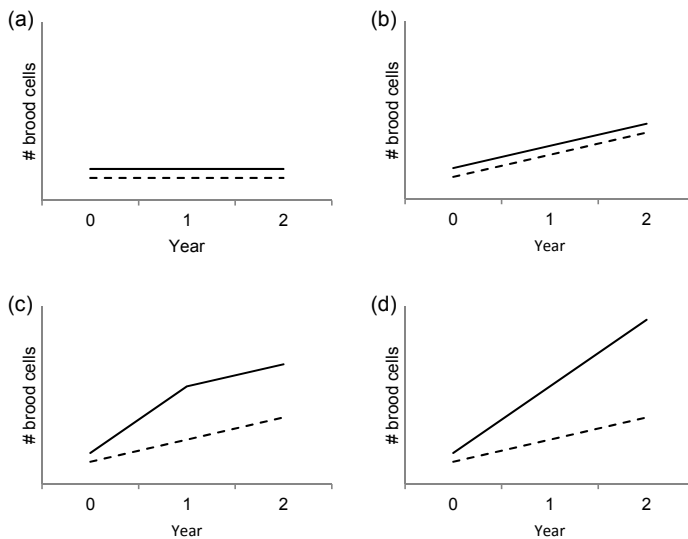 (a)
# brood cells
0 1 2
Year
(b)
# brood cells
0 1 2
Year
(c)
# brood cells
0 1 2
Year
(d)
# brood cells
0 1 2
Year